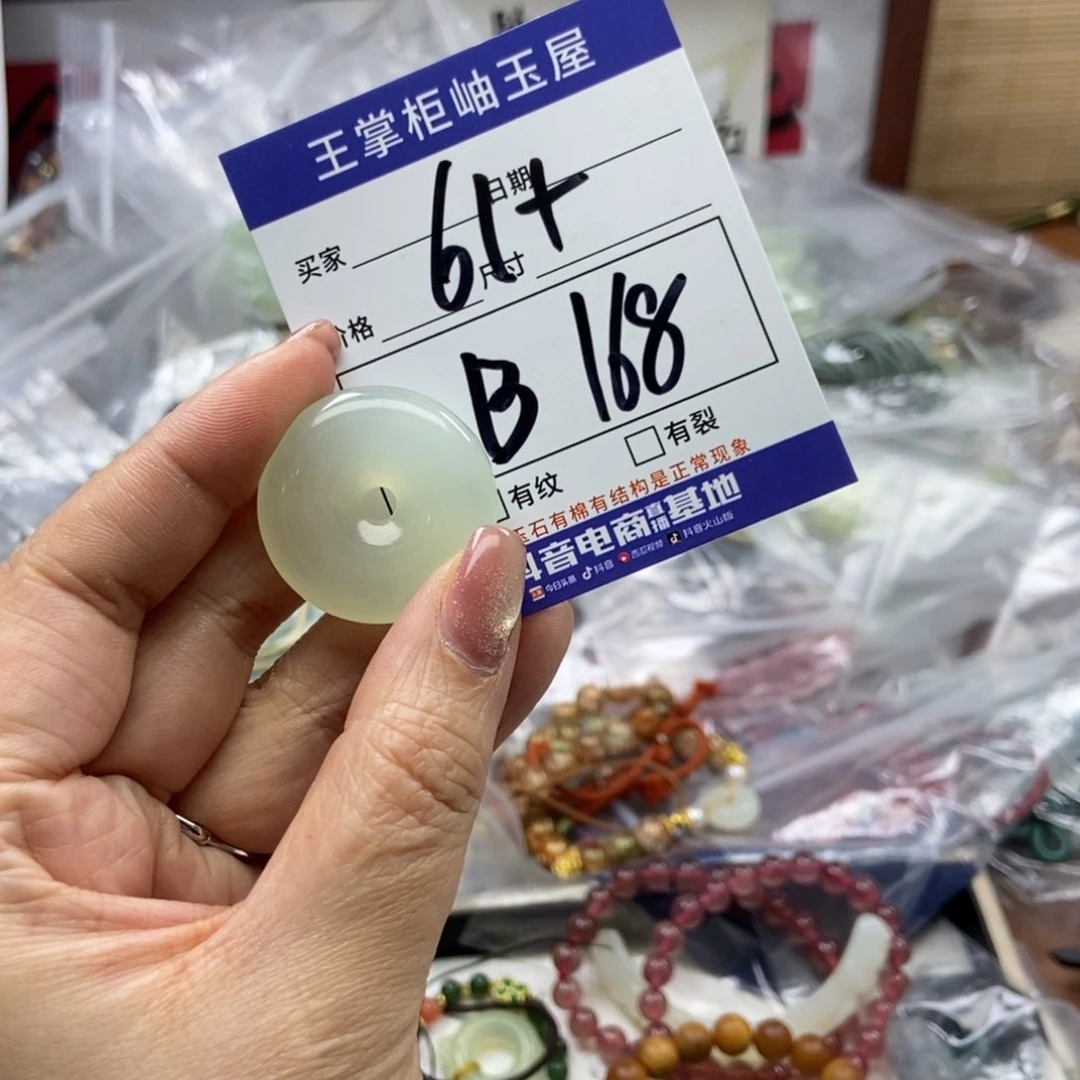 王掌柜岫玉屋
日期
61+
买家
尺寸
价格
B 168
有裂
有纹
玉石有棉有结构是正常现象
抖音电商直播基地
今日头条 抖音 西瓜视频 抖音火山版